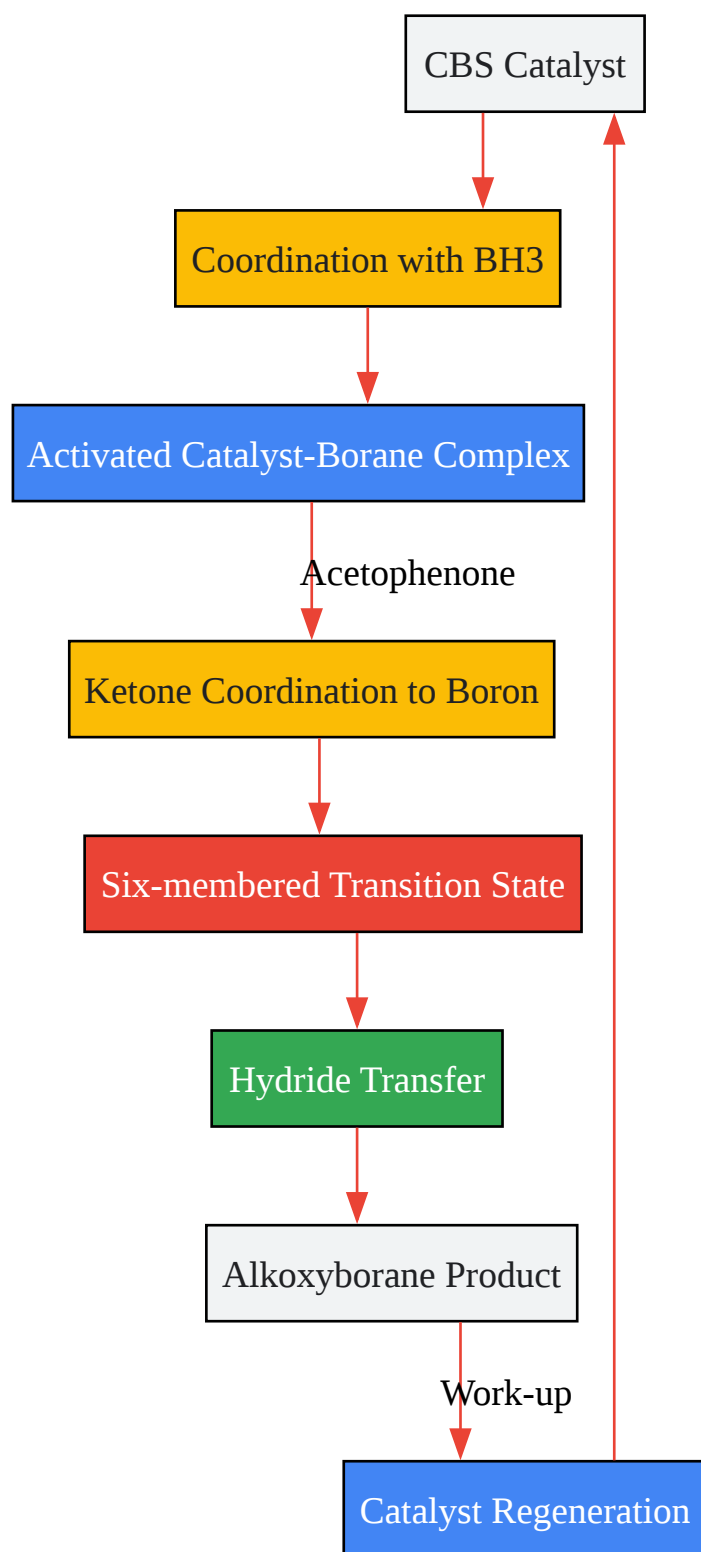 CBS Catalyst
Coordination with BH3
Activated Catalyst-Borane Complex
Acetophenone
Ketone Coordination to Boron
Six-membered Transition State
Hydride Transfer
Alkoxyborane Product
Work-up
Catalyst Regeneration